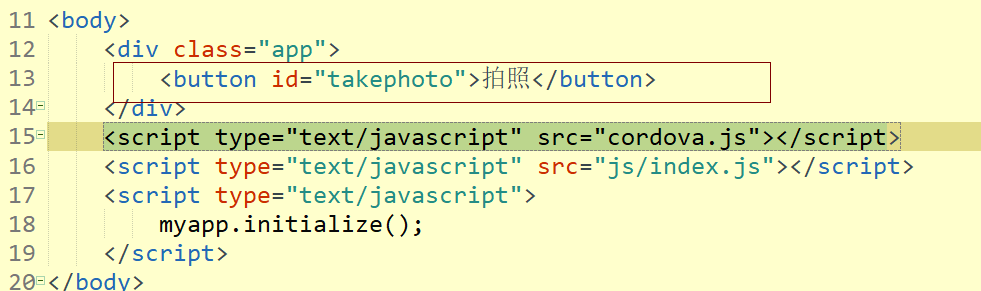 11 <body>
12     <div class="app">
13         <button id="takephoto">拍照</button>
14     </div>
15     <script type="text/javascript" src="cordova.js"></script>
16     <script type="text/javascript" src="js/index.js"></script>
17     <script type="text/javascript">
18         myapp.initialize();
19     </script>
20 </body>